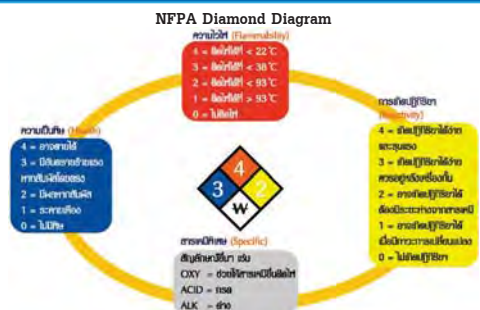 NFPA Diamond Diagram
ความไวไฟ (Flammability)
4 = ติดไฟได้ที่ < 22 °C
3 = ติดไฟได้ที่ < 38 °C
2 = ติดไฟได้ที่ < 93 °C
1 = ติดไฟได้ที่ > 93 °C
0 = ไม่ติดไฟ
ความเป็นพิษ (Health)
4 = อาจตายได้
3 = มีอันตรายร้ายแรง
หากสัมผัสโดยตรง
2 = มีผลหากสัมผัส
1 = ระคายเคือง
0 = ไม่มีพิษ
การเกิดปฏิกิริยา
(Reactivity)
4 = เกิดปฏิกิริยาได้ง่าย
และรุนแรง
3 = เกิดปฏิกิริยาได้ง่าย
ควรอยู่หลังเครื่องกั้น
2 = อาจเกิดปฏิกิริยาได้
ต้องมีระยะห่างจากสารเคมี
1 = อาจเกิดปฏิกิริยาได้
เมื่อมีภาวะการเปลี่ยนแปลง
0 = ไม่เกิดปฏิกิริยา
4
3 2
W
สารเคมีพิเศษ (Specific)
สัญลักษณ์อื่นๆ เช่น
OXY = ช่วยให้สารเคมีอื่นติดไฟ
ACID = กรด
ALK = ด่าง